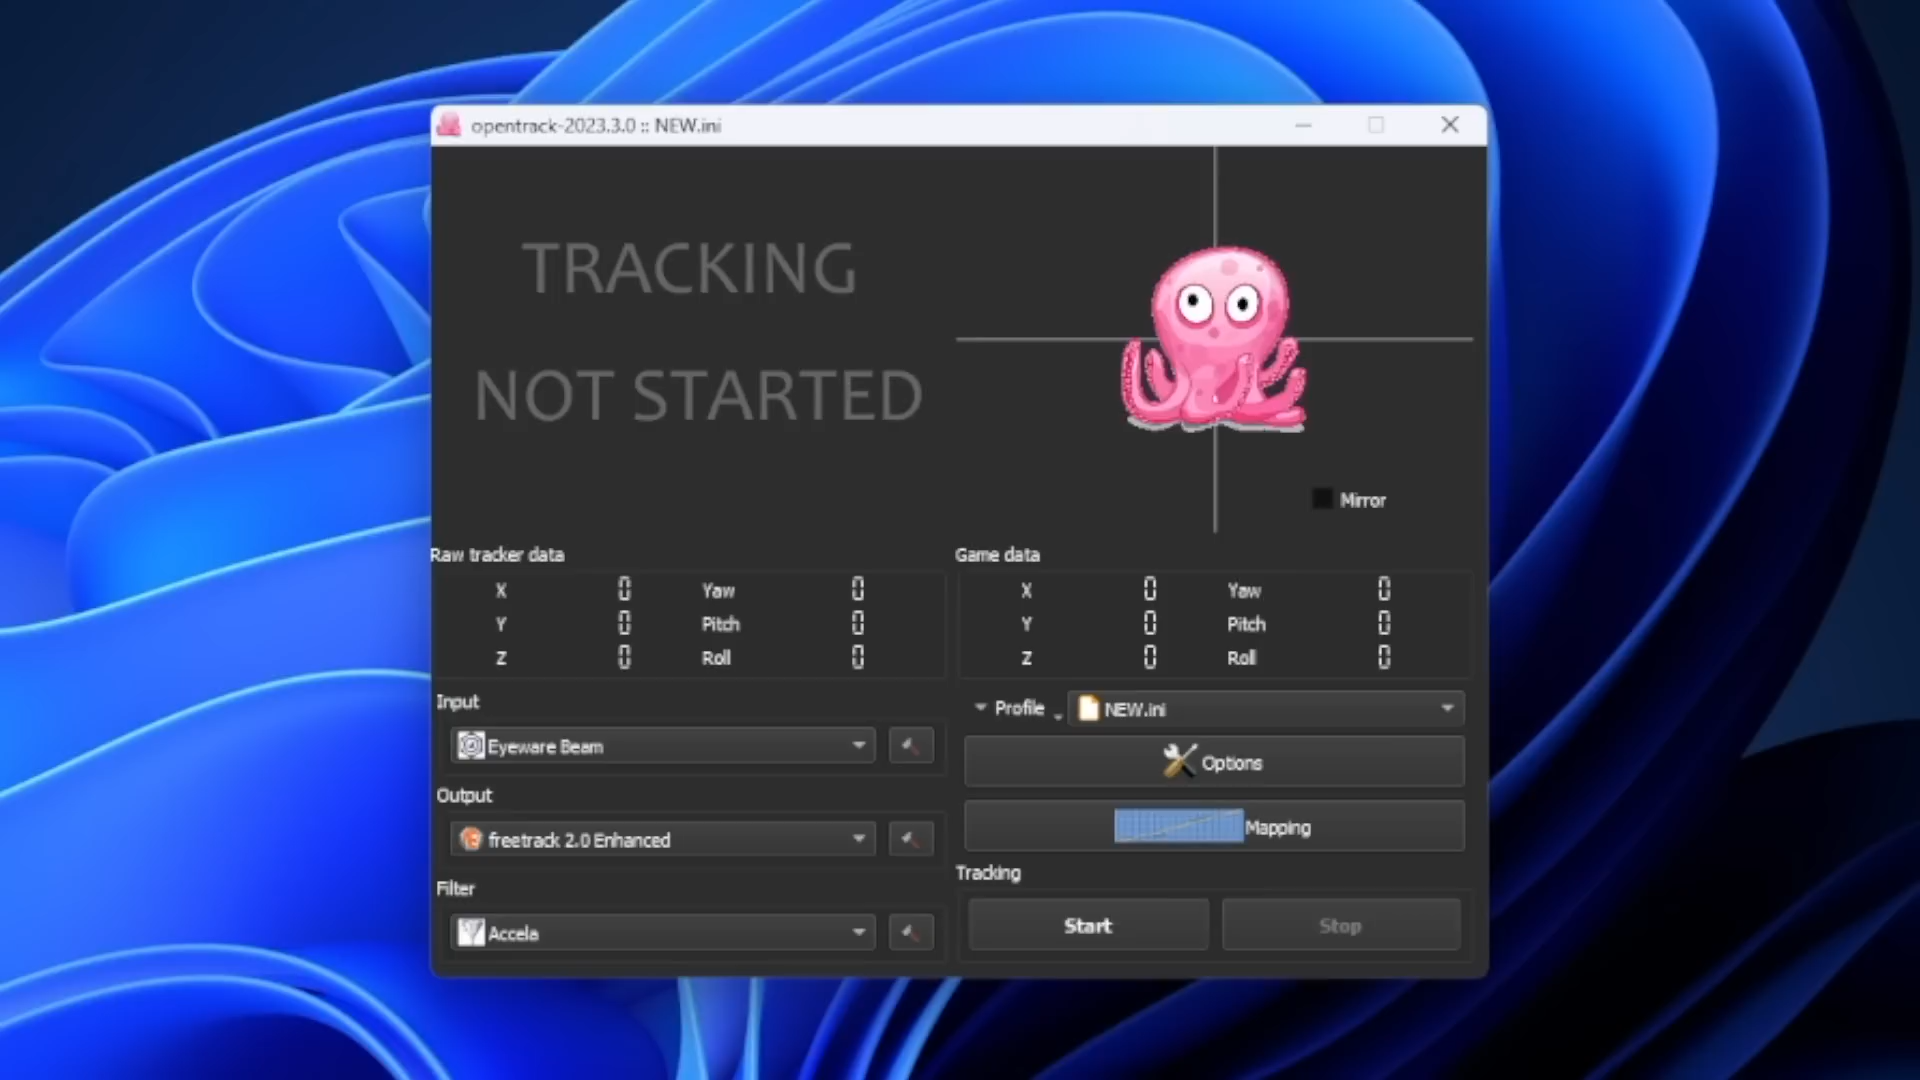 opentrack-2023.3.0 :: NEW.ini
TRACKING
NOT STARTED
Mirror
Raw tracker data
X 0 Yaw 0
Y 0 Pitch 0
Z 0 Roll 0
Game data
X 0 Yaw 0
Y 0 Pitch 0
Z 0 Roll 0
Input
Eyeware Beam
Output
freetrack 2.0 Enhanced
Filter
Accela
Profile NEW.ini
Options
Mapping
Tracking
Start Stop